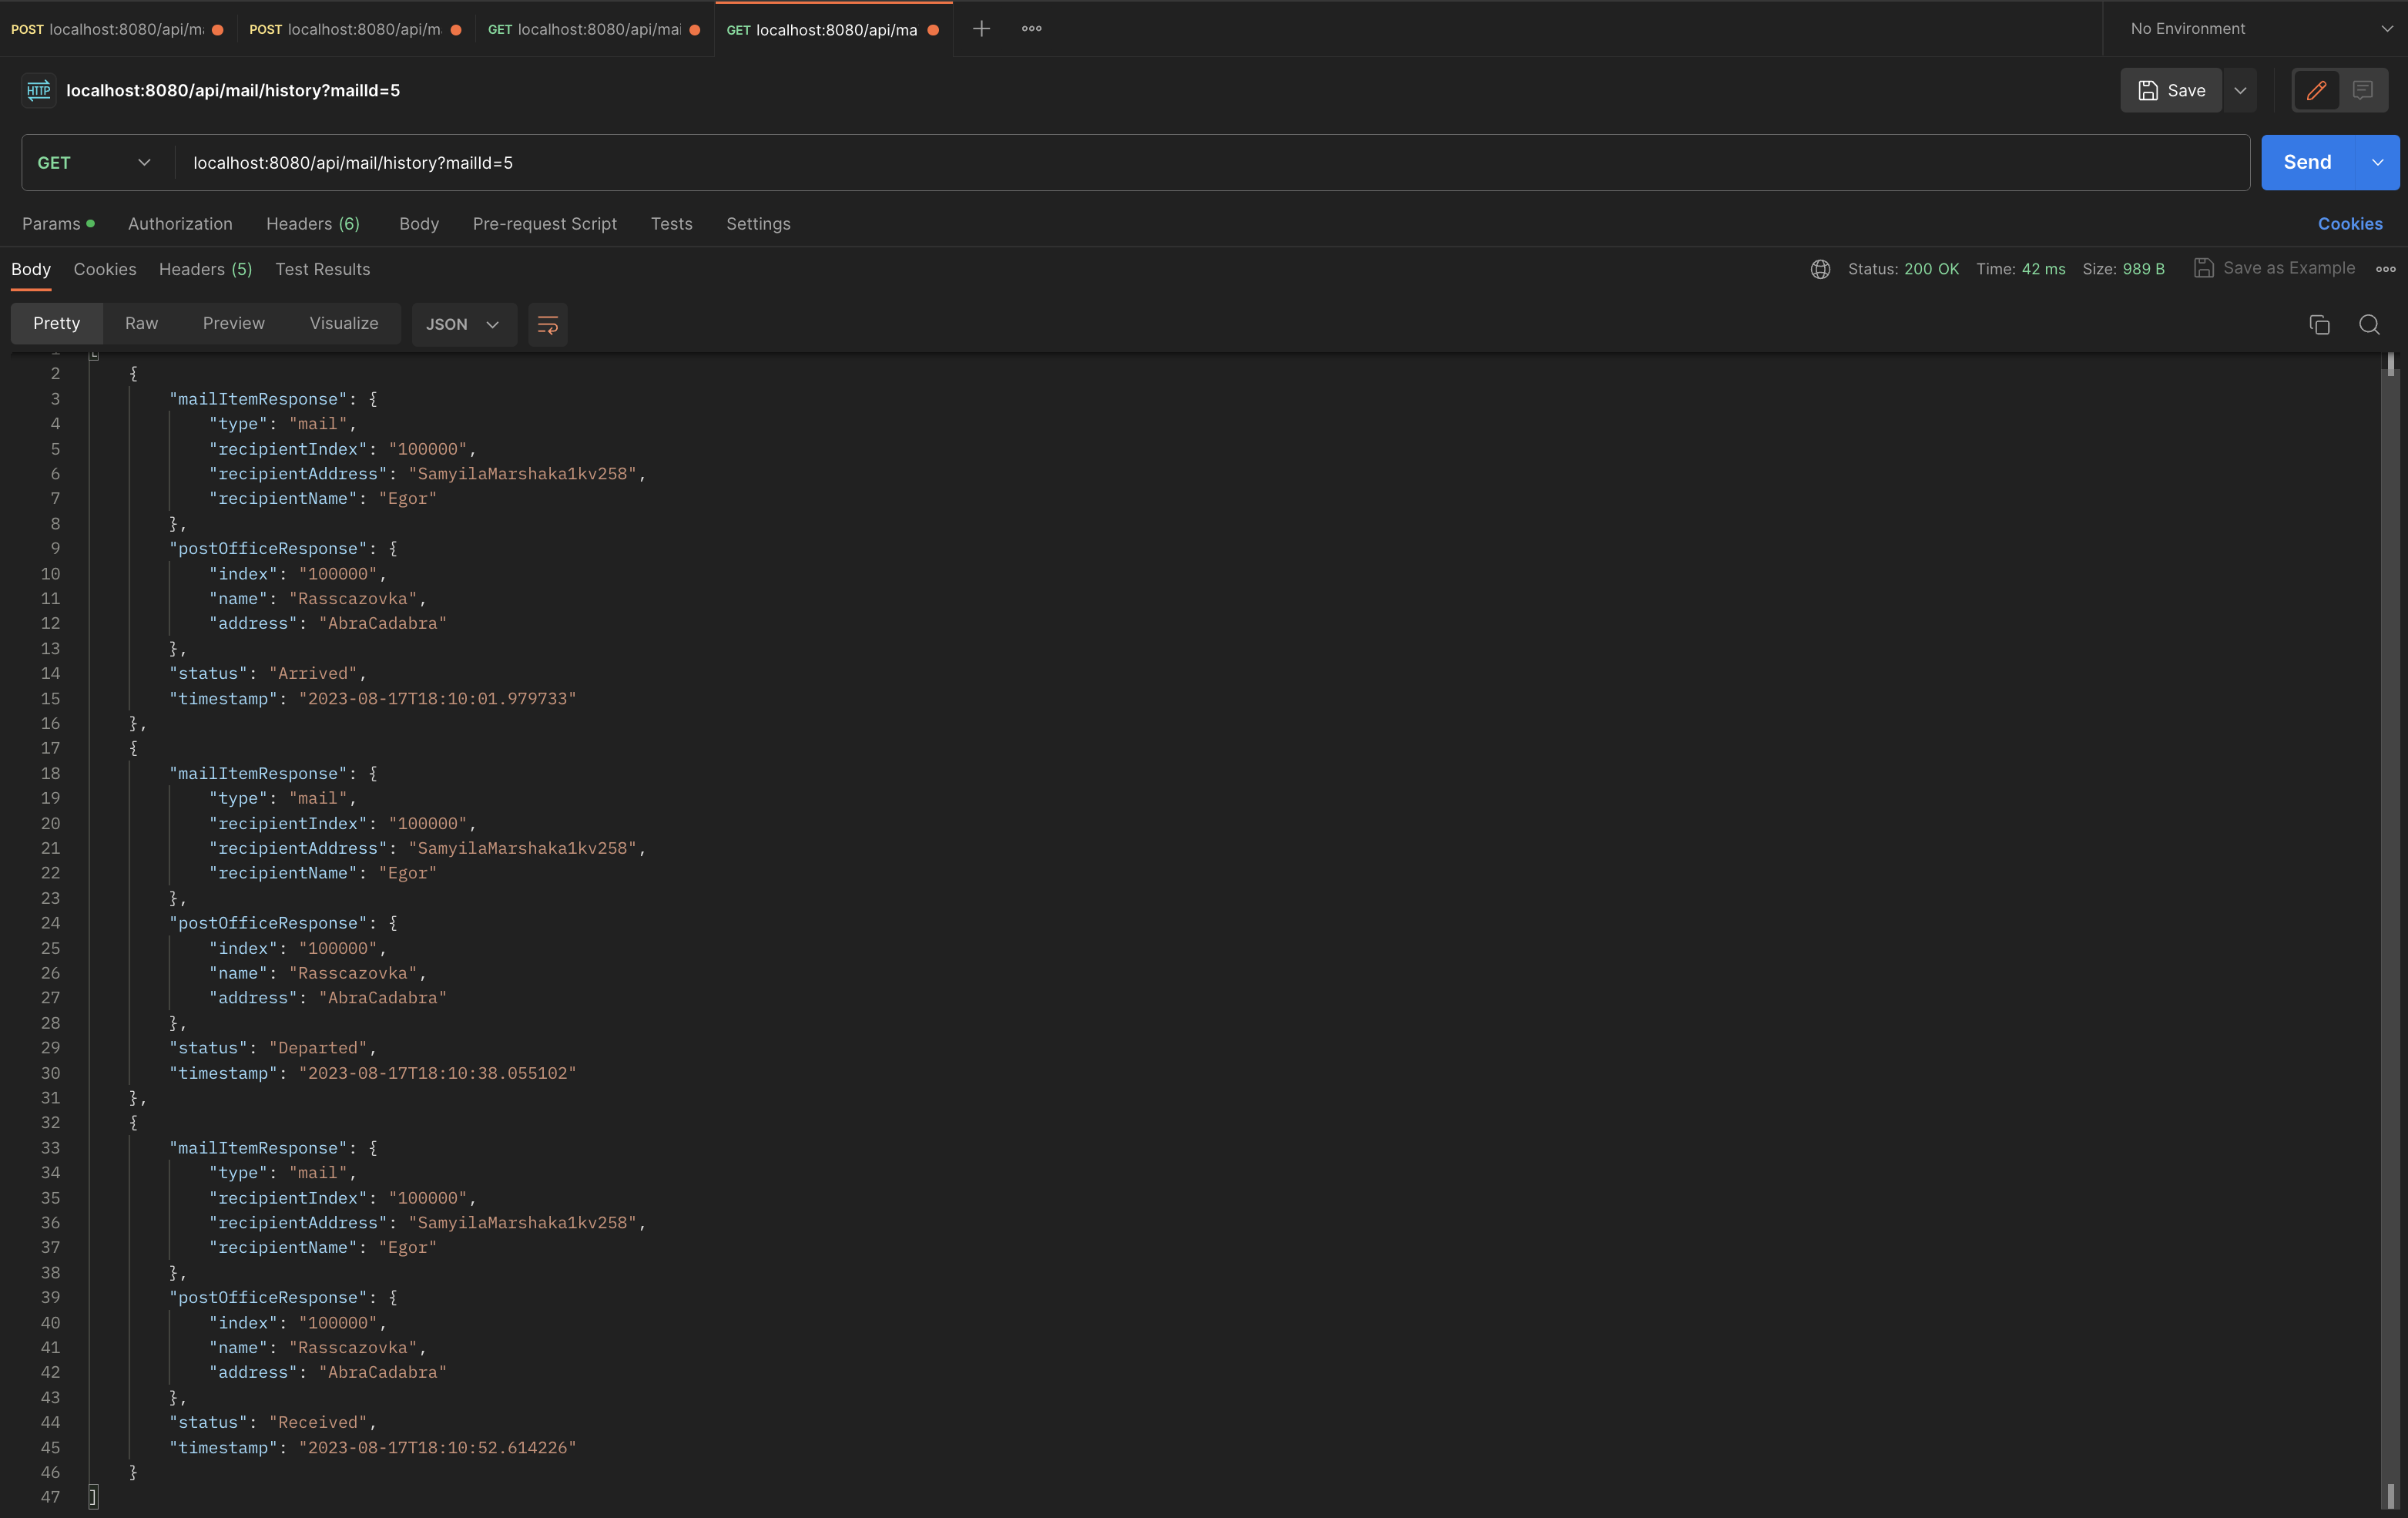 POST localhost:8080/api/m
POST localhost:8080/api/m
GET localhost:8080/api/mai
GET localhost:8080/api/ma
No Environment
HTTP localhost:8080/api/mail/history?mailId=5
Save
GET localhost:8080/api/mail/history?mailId=5
Send
Params Authorization Headers (6) Body Pre-request Script Tests Settings Cookies
Body Cookies Headers (5) Test Results Status: 200 OK Time: 42 ms Size: 989 B Save as Example
Pretty Raw Preview Visualize JSON
1 [
2 {
3 "mailItemResponse": {
4 "type": "mail",
5 "recipientIndex": "100000",
6 "recipientAddress": "SamyilaMarshaka1kv258",
7 "recipientName": "Egor"
8 },
9 "postOfficeResponse": {
10 "index": "100000",
11 "name": "Rasscazovka",
12 "address": "AbraCadabra"
13 },
14 "status": "Arrived",
15 "timestamp": "2023-08-17T18:10:01.979733"
16 },
17 {
18 "mailItemResponse": {
19 "type": "mail",
20 "recipientIndex": "100000",
21 "recipientAddress": "SamyilaMarshaka1kv258",
22 "recipientName": "Egor"
23 },
24 "postOfficeResponse": {
25 "index": "100000",
26 "name": "Rasscazovka",
27 "address": "AbraCadabra"
28 },
29 "status": "Departed",
30 "timestamp": "2023-08-17T18:10:38.055102"
31 },
32 {
33 "mailItemResponse": {
34 "type": "mail",
35 "recipientIndex": "100000",
36 "recipientAddress": "SamyilaMarshaka1kv258",
37 "recipientName": "Egor"
38 },
39 "postOfficeResponse": {
40 "index": "100000",
41 "name": "Rasscazovka",
42 "address": "AbraCadabra"
43 },
44 "status": "Received",
45 "timestamp": "2023-08-17T18:10:52.614226"
46 }
47 ]